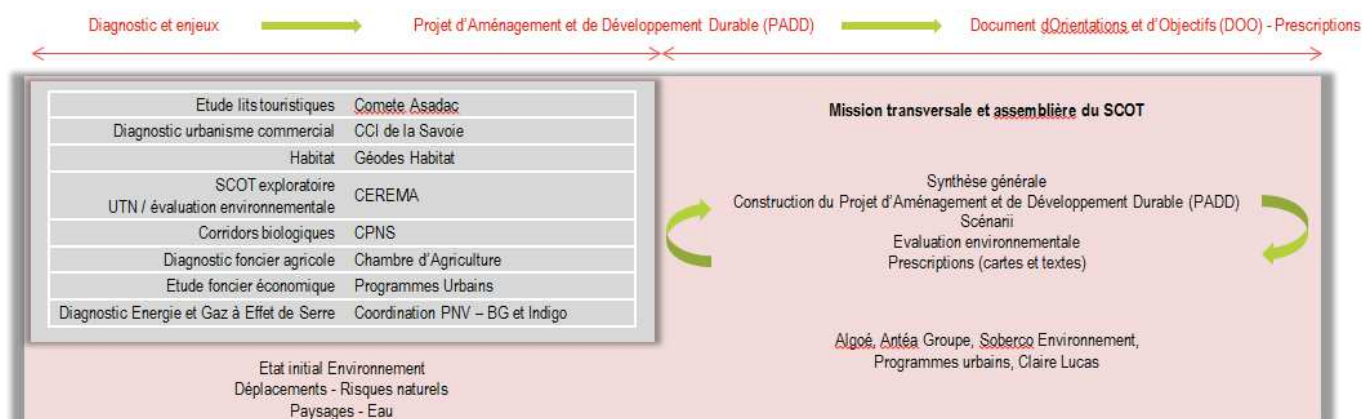 Diagnostic et enjeux Projet d'Aménagement et de Développement Durable (PADD) Document dOrientations et d'Objectifs (DOO) - Prescriptions
Etude lits touristiques Comete Asadac
Diagnostic urbanisme commercial CCI de la Savoie
Habitat Géodes Habitat
SCOT exploratoire
UTN / évaluation environnementale CEREMA
Corridors biologiques CPNS
Diagnostic foncier agricole Chambre d'Agriculture
Etude foncier économique Programmes Urbains
Diagnostic Energie et Gaz à Effet de Serre Coordination PNV – BG et Indigo
Etat initial Environnement
Déplacements - Risques naturels
Paysages - Eau
Mission transversale et assemblière du SCOT
Synthèse générale
Construction du Projet d'Aménagement et de Développement Durable (PADD)
Scénarii
Evaluation environnementale
Prescriptions (cartes et textes)
Algoé, Antéa Groupe, Soberco Environnement,
Programmes urbains, Claire Lucas